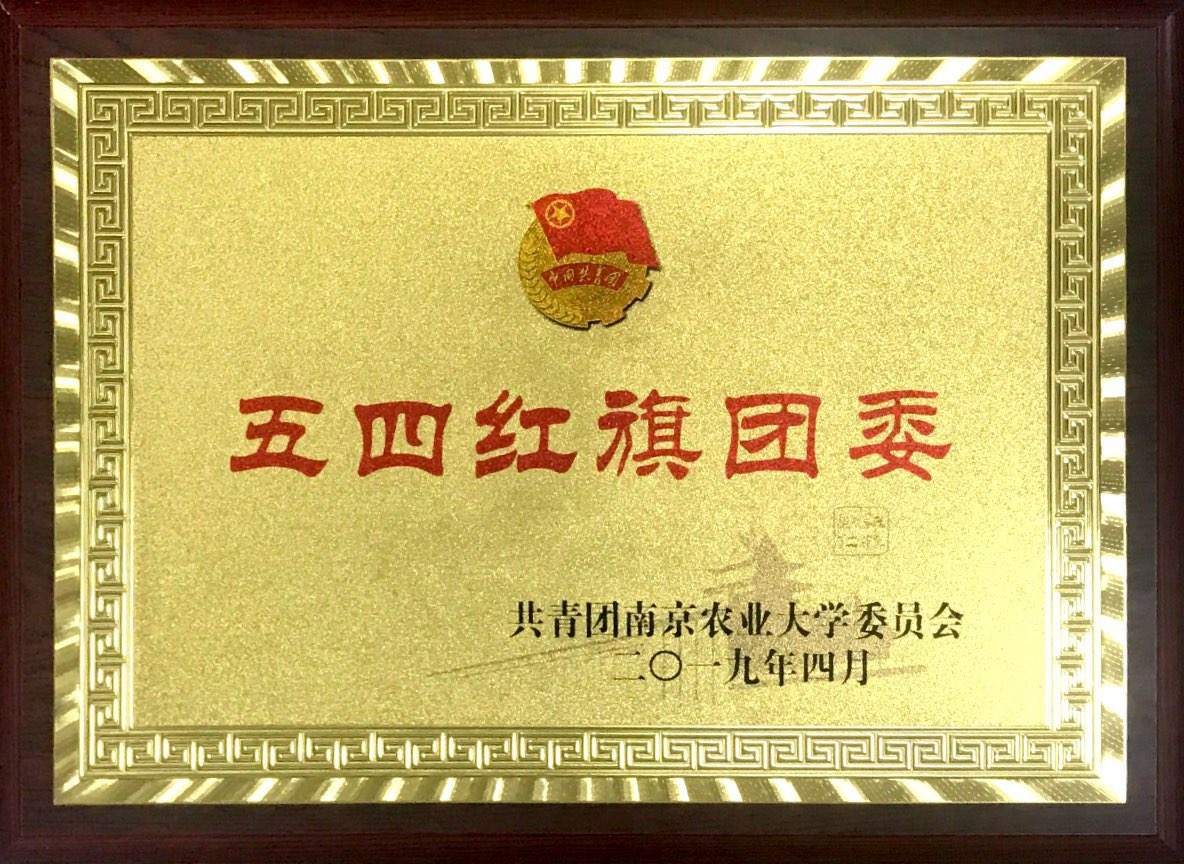 中国共青团
五四红旗团委
共青团南京农业大学委员会
二〇一九年四月